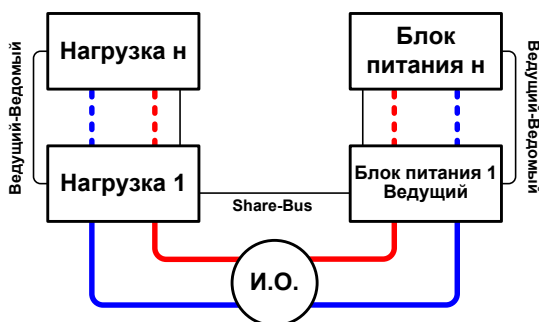 Ведущий-Ведомый
Нагрузка н
Блок
питания н
Ведущий-Ведомый
Нагрузка 1
Блок питания 1
Ведущий
Share-Bus
И.О.